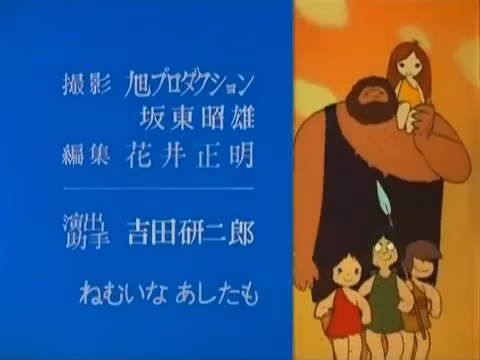 撮影 旭プロダクション
坂東昭雄
編集 花井正明
演出助手 吉田研二郎
ねむいな あしたも